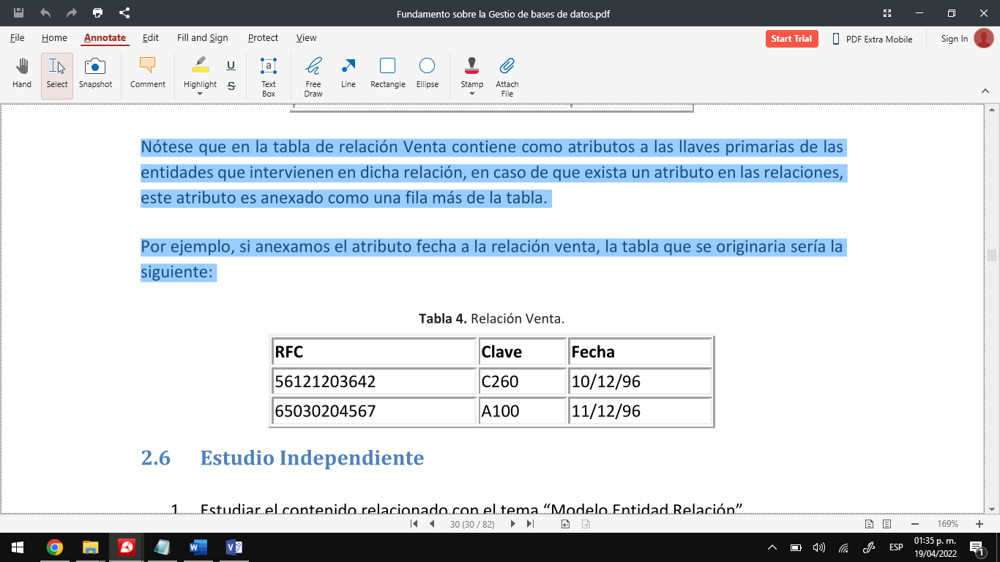 Fundamento sobre la Gestio de bases de datos.pdf
File Home Annotate Edit Fill and Sign Protect View Start Trial PDF Extra Mobile Sign In
Hand Select Snapshot Comment Highlight U S Text Box Free Draw Line Rectangle Ellipse Stamp Attach File
Nótese que en la tabla de relación Venta contiene como atributos a las llaves primarias de las
entidades que intervienen en dicha relación, en caso de que exista un atributo en las relaciones,
este atributo es anexado como una fila más de la tabla.
Por ejemplo, si anexamos el atributo fecha a la relación venta, la tabla que se originaria sería la
siguiente:
Tabla 4. Relación Venta.
RFC Clave Fecha
56121203642 C260 10/12/96
65030204567 A100 11/12/96
2.6 Estudio Independiente
1. Estudiar el contenido relacionado con el tema “Modelo Entidad Relación”
30 (30 / 82) 169%
ESP 01:35 p. m.
19/04/2022 1